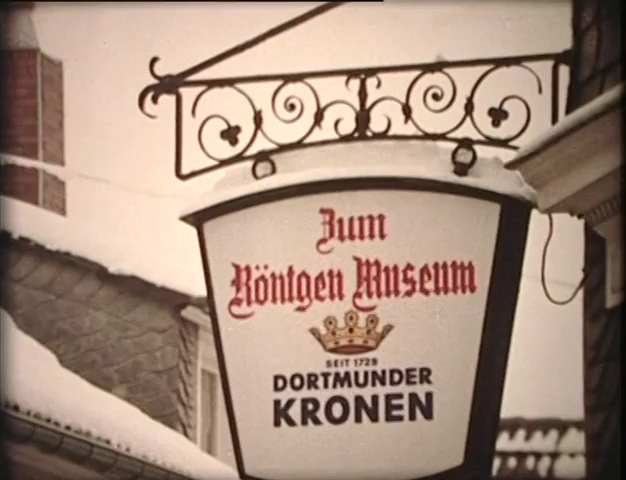 Zum
Röntgen Museum
SEIT 1729
DORTMUNDER
KRONEN